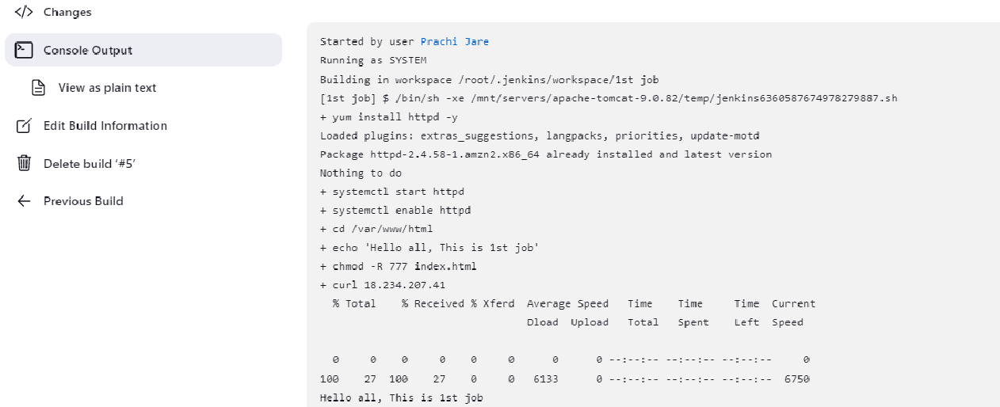 Changes
Console Output
View as plain text
Edit Build Information
Delete build ‘#5’
Previous Build
Started by user Prachi Jare
Running as SYSTEM
Building in workspace /root/.jenkins/workspace/1st job
[1st job] $ /bin/sh -xe /mnt/servers/apache-tomcat-9.0.82/temp/jenkins6360587674978279887.sh
+ yum install httpd -y
Loaded plugins: extras_suggestions, langpacks, priorities, update-motd
Package httpd-2.4.58-1.amzn2.x86_64 already installed and latest version
Nothing to do
+ systemctl start httpd
+ systemctl enable httpd
+ cd /var/www/html
+ echo 'Hello all, This is 1st job'
+ chmod -R 777 index.html
+ curl 18.234.207.41
  % Total    % Received % Xferd  Average Speed   Time    Time     Time  Current
                                 Dload  Upload   Total   Spent    Left  Speed
  0     0    0     0    0     0      0      0 --:--:-- --:--:-- --:--:--     0
100    27  100    27    0     0   6133      0 --:--:-- --:--:-- --:--:--  6750
Hello all, This is 1st job